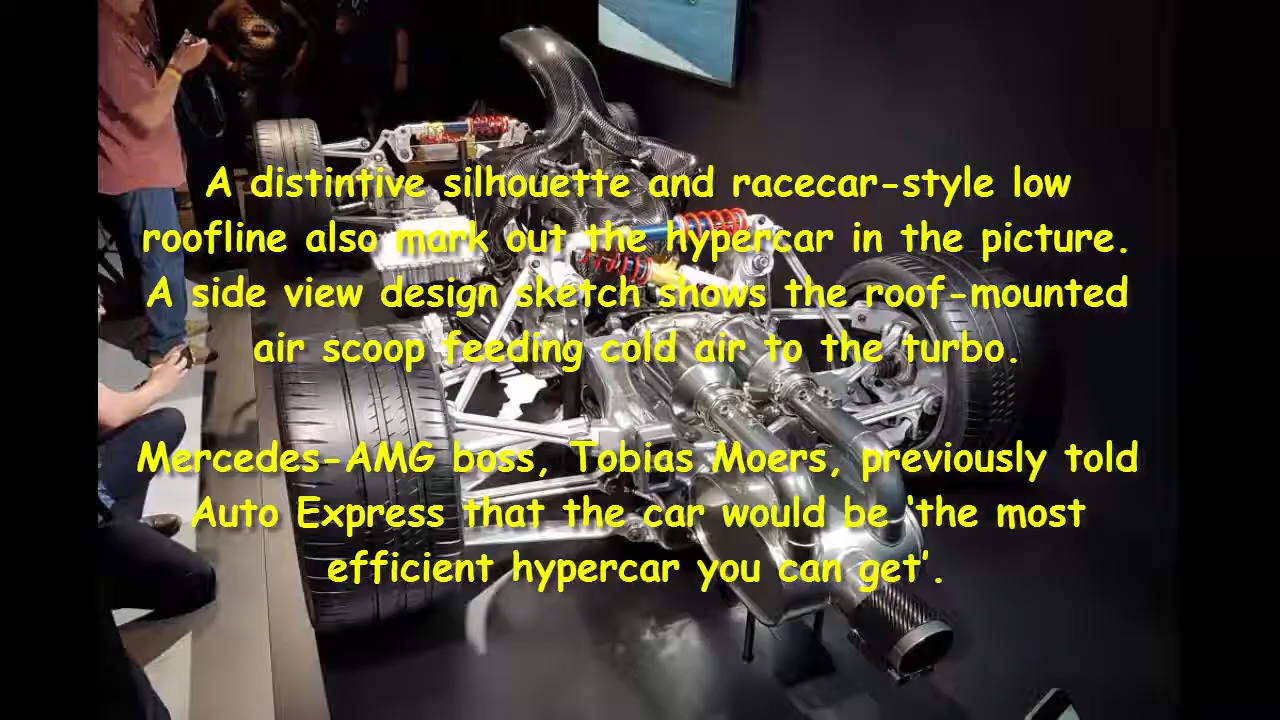 A distintive silhouette and racecar-style low
roofline also mark out the hypercar in the picture.
A side view design sketch shows the roof-mounted
air scoop feeding cold air to the turbo.
Mercedes-AMG boss, Tobias Moers, previously told
Auto Express that the car would be ‘the most
efficient hypercar you can get’.